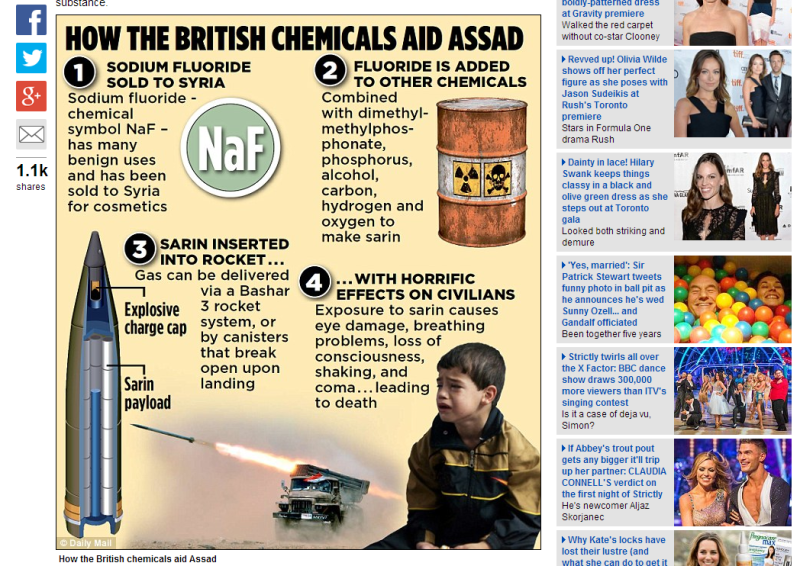 substance.
1.1k
shares
HOW THE BRITISH CHEMICALS AID ASSAD
1 SODIUM FLUORIDE
SOLD TO SYRIA
Sodium fluoride -
chemical
symbol NaF –
has many
benign uses
and has been
sold to Syria
for cosmetics
NaF
2 FLUORIDE IS ADDED
TO OTHER CHEMICALS
Combined
with dimethyl-
methylphos-
phonate,
phosphorus,
alcohol,
carbon,
hydrogen and
oxygen to
make sarin
3 SARIN INSERTED
INTO ROCKET...
Gas can be delivered
via a Bashar
3 rocket
system, or
by canisters
that break
open upon
landing
Explosive
charge cap
Sarin
payload
4 ...WITH HORRIFIC
EFFECTS ON CIVILIANS
Exposure to sarin causes
eye damage, breathing
problems, loss of
consciousness,
shaking, and
coma...leading
to death
© Daily Mail
How the British chemicals aid Assad
boldly-patterned dress
at Gravity premiere
Walked the red carpet
without co-star Clooney
Revved up! Olivia Wilde
shows off her perfect
figure as she poses with
Jason Sudeikis at
Rush's Toronto
premiere
Stars in Formula One
drama Rush
Dainty in lace! Hilary
Swank keeps things
classy in a black and
olive green dress as she
steps out at Toronto
gala
Looked both striking and
demure
'Yes, married': Sir
Patrick Stewart tweets
funny photo in ball pit as
he announces he's wed
Sunny Ozell... and
Gandalf officiated
Been together five years
Strictly twirls all over
the X Factor: BBC dance
show draws 300,000
more viewers than ITV's
singing contest
Is it a case of deja vu,
Simon?
If Abbey's trout pout
gets any bigger it'll trip
up her partner: CLAUDIA
CONNELL'S verdict on
the first night of Strictly
He's newcomer Aljaz
Skorjanec
Why Kate's locks have
lost their lustre (and
what she can do to get it